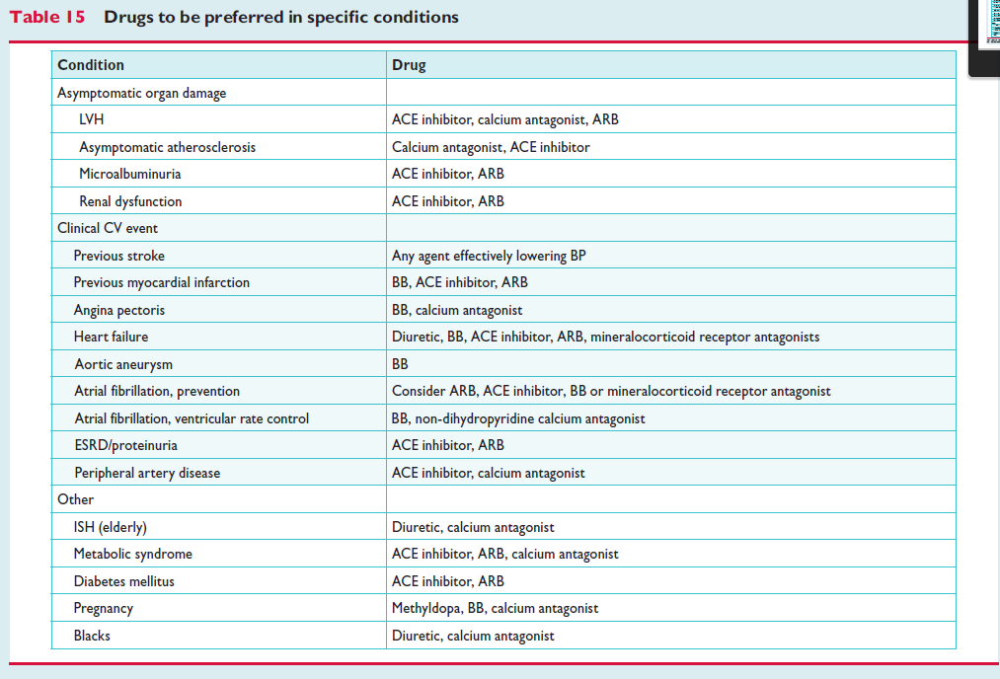 Table 15 Drugs to be preferred in specific conditions
Condition Drug
Asymptomatic organ damage
LVH ACE inhibitor, calcium antagonist, ARB
Asymptomatic atherosclerosis Calcium antagonist, ACE inhibitor
Microalbuminuria ACE inhibitor, ARB
Renal dysfunction ACE inhibitor, ARB
Clinical CV event
Previous stroke Any agent effectively lowering BP
Previous myocardial infarction BB, ACE inhibitor, ARB
Angina pectoris BB, calcium antagonist
Heart failure Diuretic, BB, ACE inhibitor, ARB, mineralocorticoid receptor antagonists
Aortic aneurysm BB
Atrial fibrillation, prevention Consider ARB, ACE inhibitor, BB or mineralocorticoid receptor antagonist
Atrial fibrillation, ventricular rate control BB, non-dihydropyridine calcium antagonist
ESRD/proteinuria ACE inhibitor, ARB
Peripheral artery disease ACE inhibitor, calcium antagonist
Other
ISH (elderly) Diuretic, calcium antagonist
Metabolic syndrome ACE inhibitor, ARB, calcium antagonist
Diabetes mellitus ACE inhibitor, ARB
Pregnancy Methyldopa, BB, calcium antagonist
Blacks Diuretic, calcium antagonist